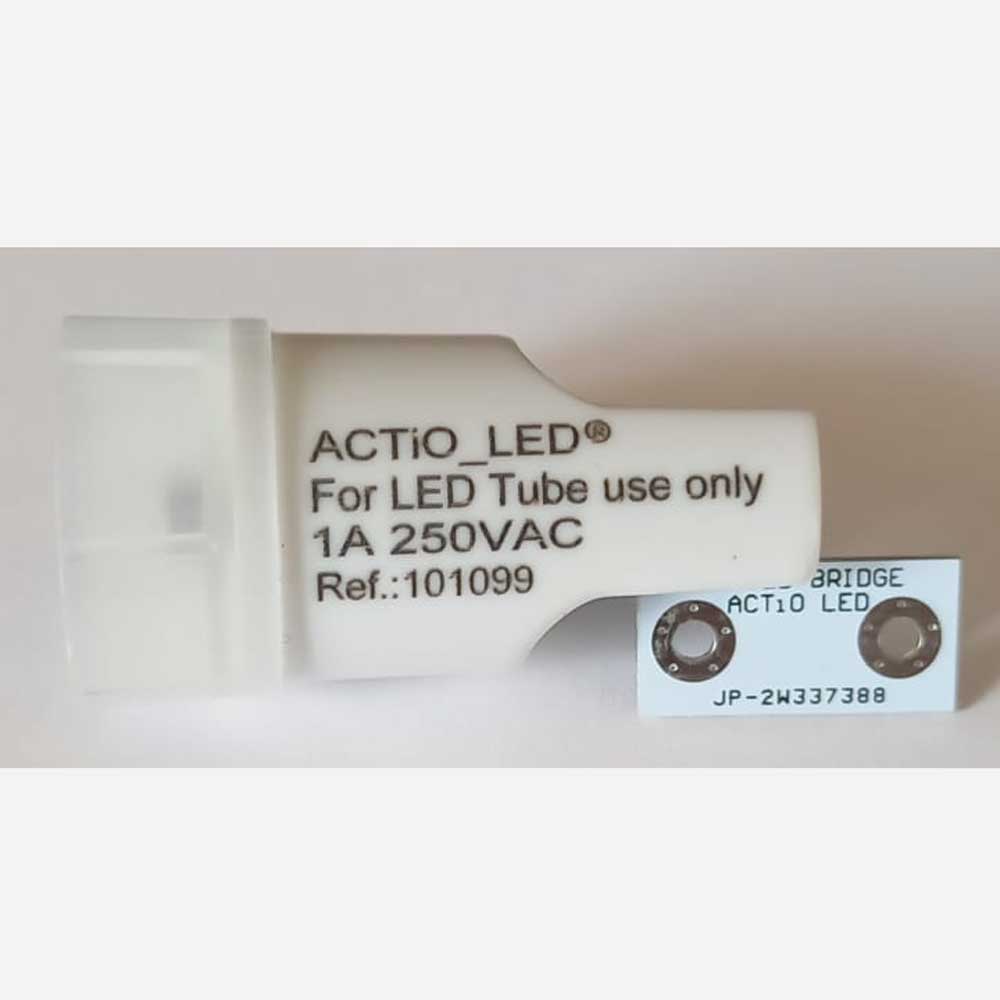 ACTiO_LED®
For LED Tube use only
1A 250VAC
Ref.:101099
BRIDGE
ACTiO LED
JP-2W337388